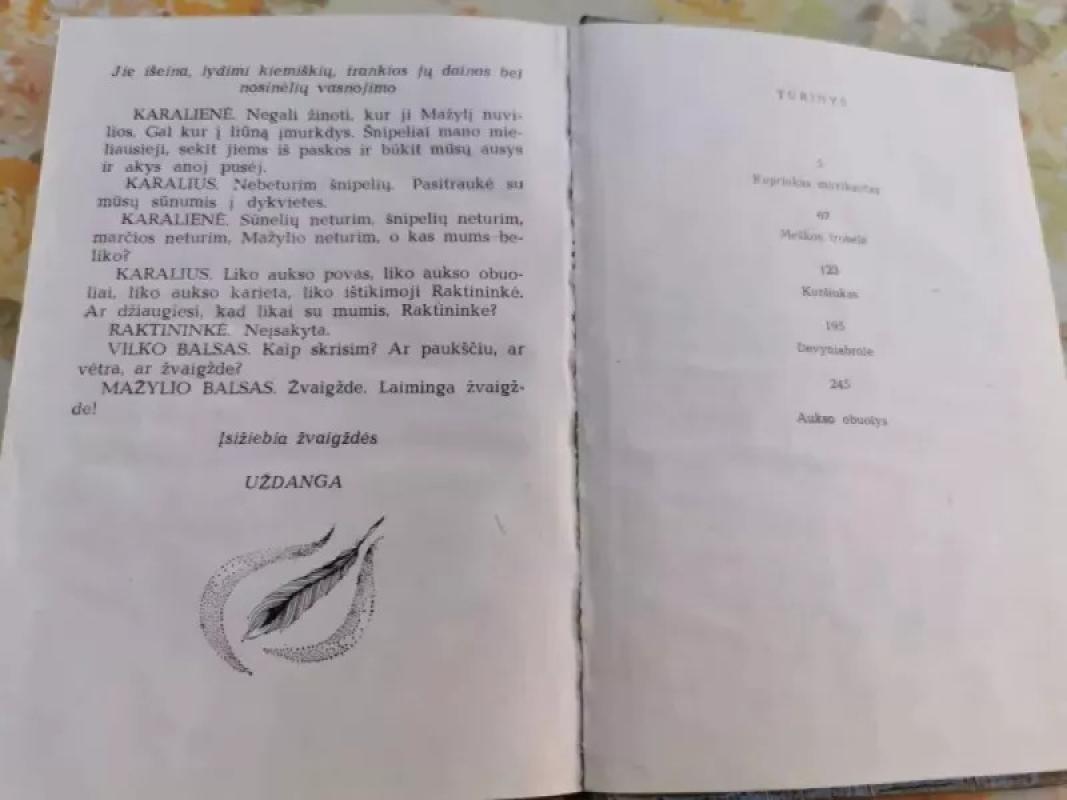 Jie išeina, lydimi kiemiškių, trankios jų dainos bei
nosinėlių vasnojimo
KARALIENĖ. Negali žinoti, kur ji Mažylį nuvi-
lios. Gal kur į liūną įmurkdys. Šnipeliai mano mie-
liausieji, sekit jiems iš paskos ir būkit mūsų ausys
ir akys anoj pusėj.
KARALIUS. Nebeturim šnipelių. Pasitraukė su
mūsų sūnumis į dykvietes.
KARALIENĖ. Sūnelių neturim, šnipelių neturim,
marčios neturim, Mažylio neturim, o kas mums be-
liko?
KARALIUS. Liko aukso povas, liko aukso obuo-
liai, liko aukso karieta, liko ištikimoji Raktininkė.
Ar džiaugiesi, kad likai su mumis, Raktininke?
RAKTININKĖ. Neįsakyta.
VILKO BALSAS. Kaip skrisim? Ar paukščiu, ar
vėtra, ar žvaigžde?
MAŽYLIO BALSAS. Žvaigžde. Laiminga žvaigž-
de!
Įsižiebia žvaigždės
UŽDANGA
TURINYS
5
Kupriukas muzikantas
67
Meškos trobelė
123
Kuršiukas
195
Devyniabrolė
245
Aukso obuolys